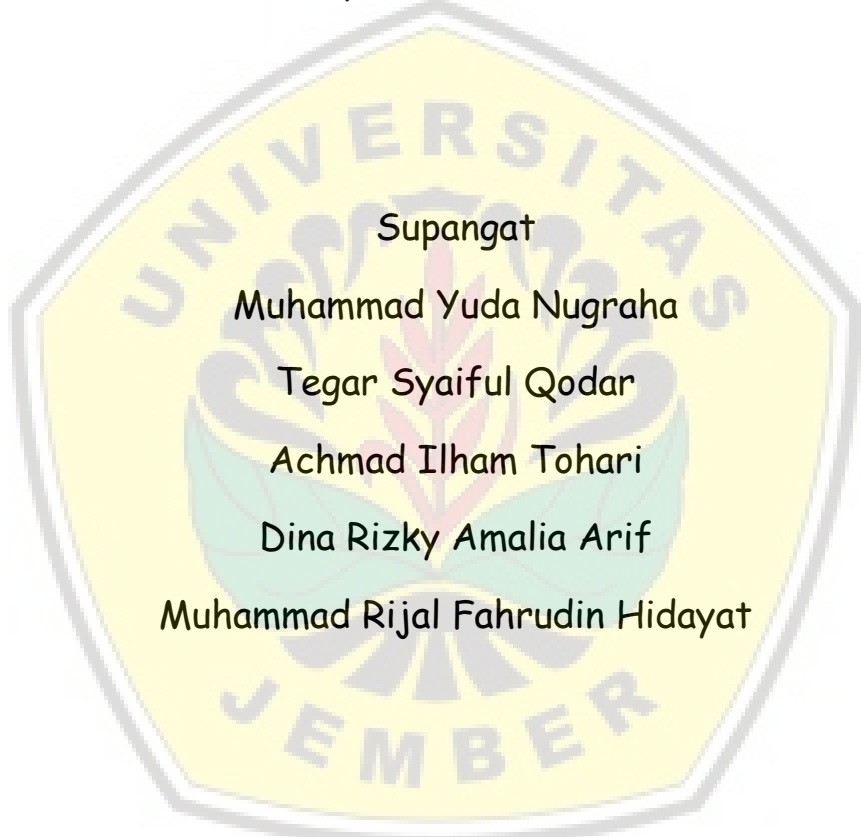 UNIVERSITAS
Supangat
Muhammad Yuda Nugraha
Tegar Syaiful Qodar
Achmad Ilham Tohari
Dina Rizky Amalia Arif
Muhammad Rijal Fahrudin Hidayat
JEMBER